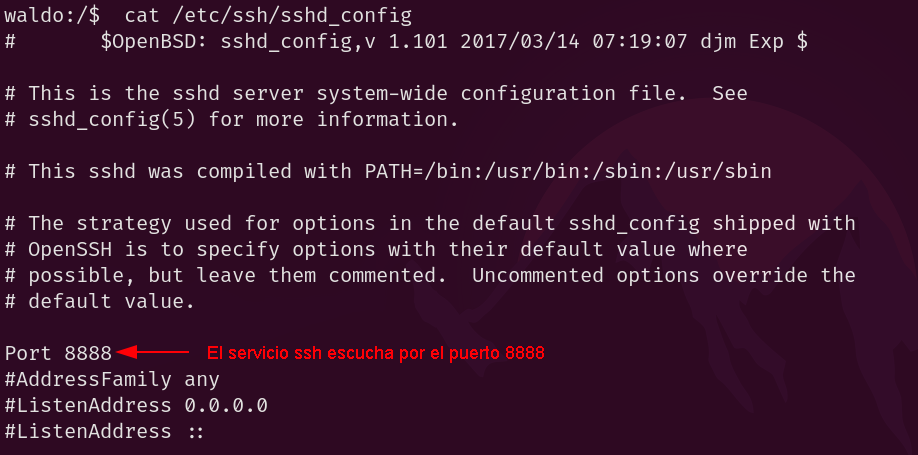 waldo:/$  cat /etc/ssh/sshd_config
#       $OpenBSD: sshd_config,v 1.101 2017/03/14 07:19:07 djm Exp $
# This is the sshd server system-wide configuration file.  See
# sshd_config(5) for more information.
# This sshd was compiled with PATH=/bin:/usr/bin:/sbin:/usr/sbin
# The strategy used for options in the default sshd_config shipped with
# OpenSSH is to specify options with their default value where
# possible, but leave them commented.  Uncommented options override the
# default value.
Port 8888 El servicio ssh escucha por el puerto 8888
#AddressFamily any
#ListenAddress 0.0.0.0
#ListenAddress ::